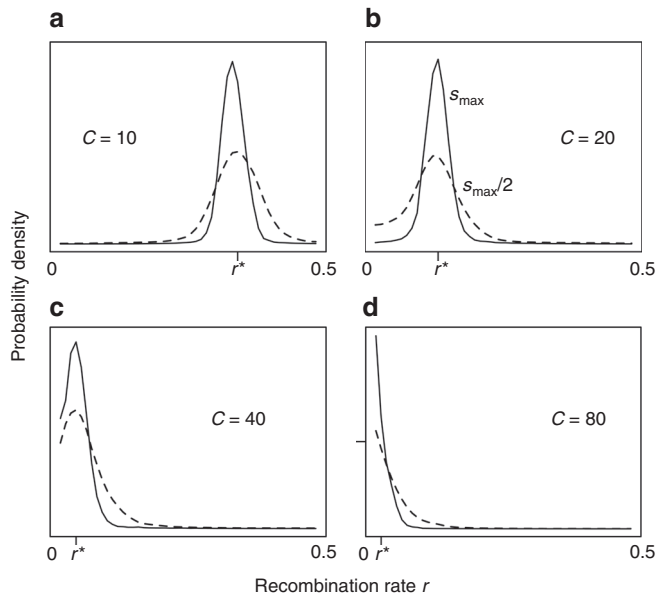 a
C = 10
0
r*
0.5
b
s_max
C = 20
s_max/2
0
r*
0.5
c
C = 40
0
r*
0.5
d
C = 80
0
r*
0.5
Probability density
Recombination rate r